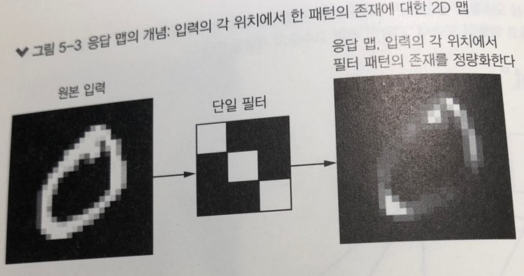 그림 5-3 응답 맵의 개념: 입력의 각 위치에서 한 패턴의 존재에 대한 2D 맵
응답 맵, 입력의 각 위치에서
필터 패턴의 존재를 정량화한다
원본 입력
단일 필터